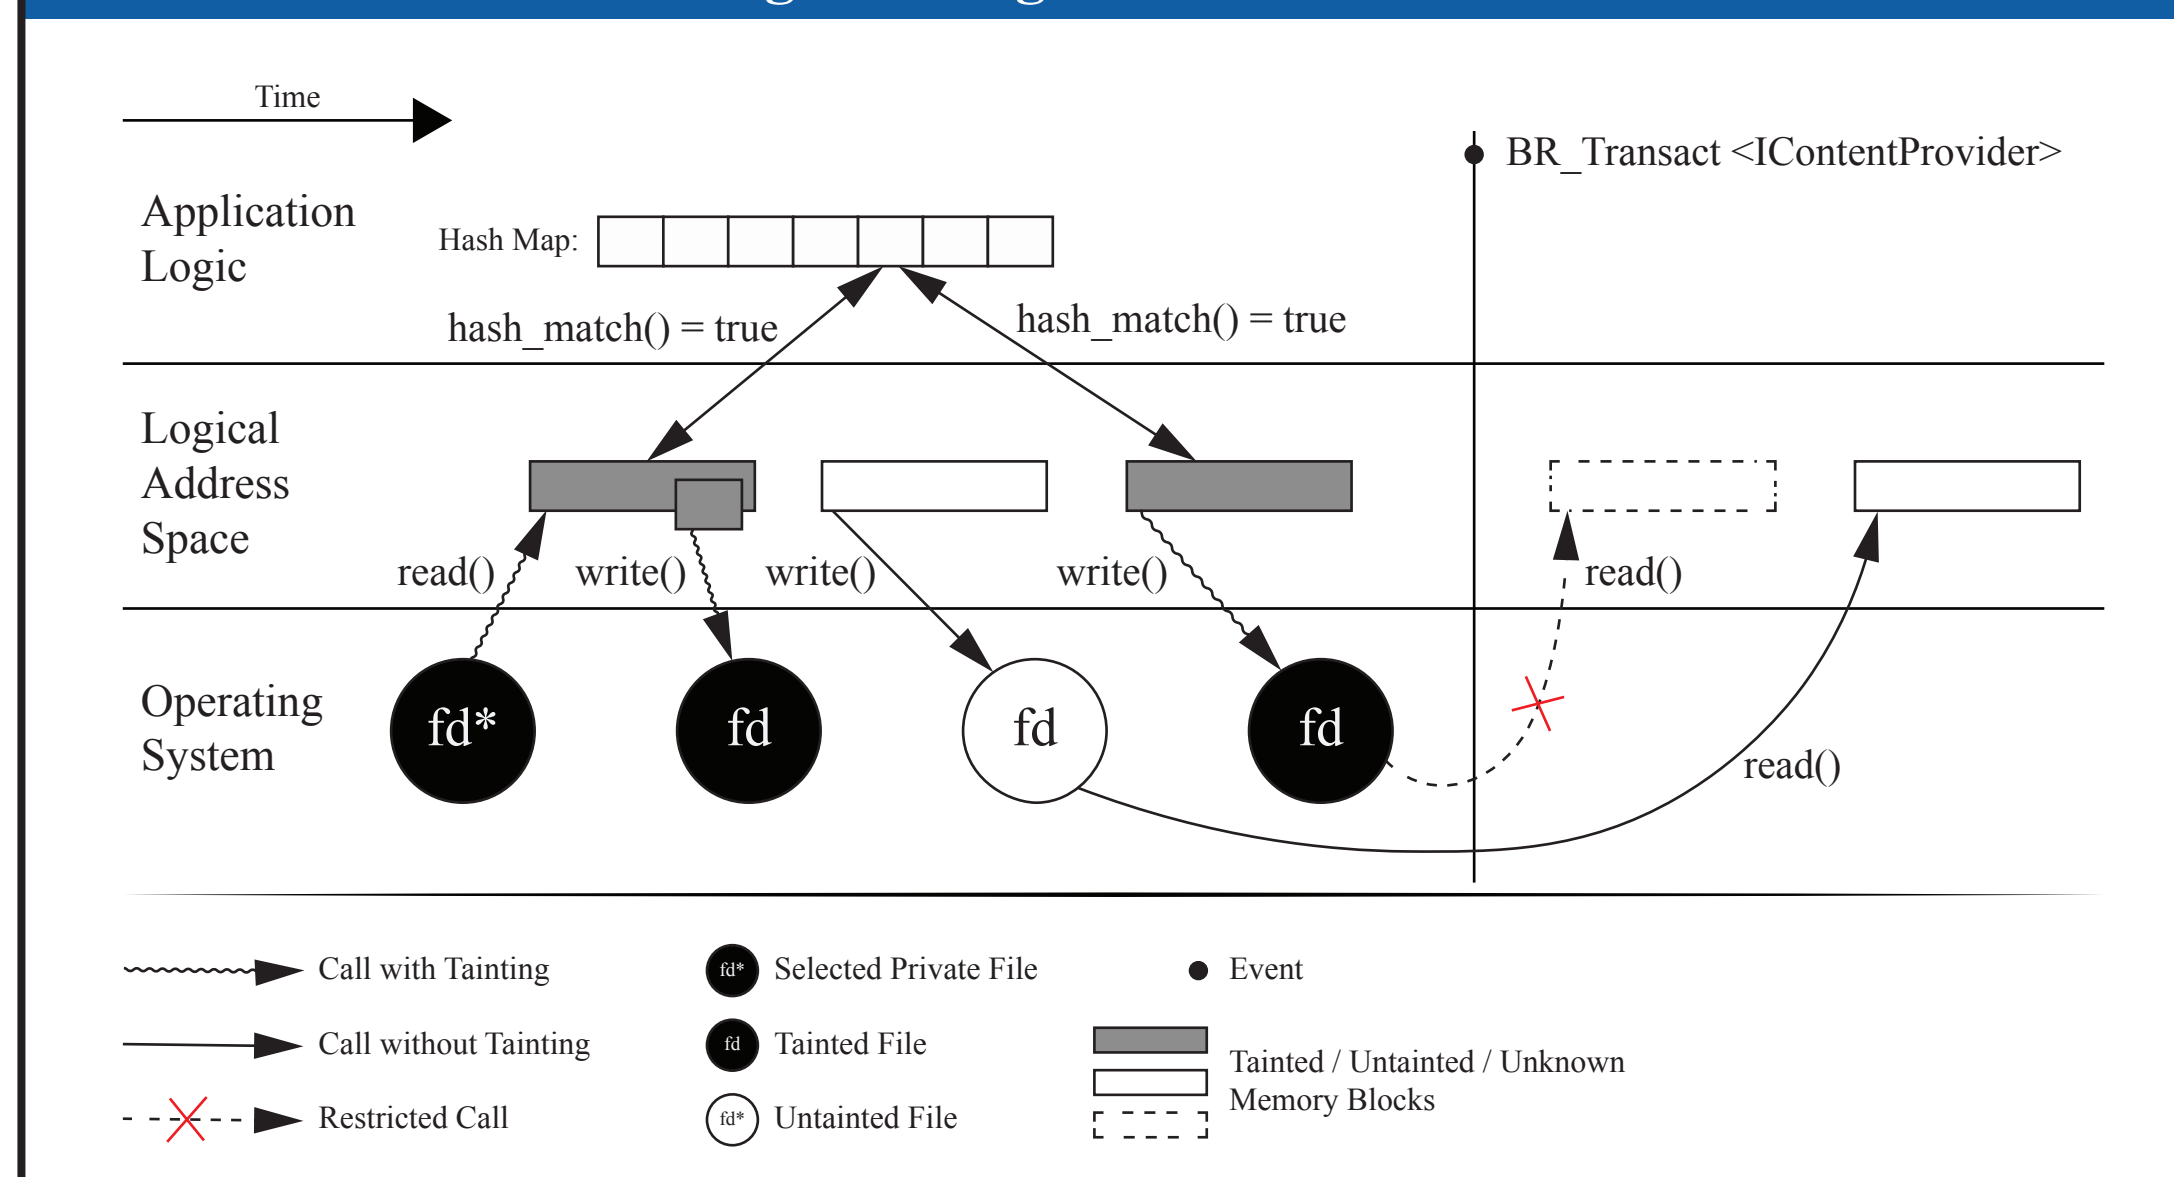 Time
BR_Transact <IContentProvider>
Application
Logic
Hash Map:
hash_match() = true
hash_match() = true
Logical
Address
Space
read()
write()
write()
write()
read()
Operating
System
fd*
fd
fd
fd
read()
Call with Tainting
fd*
Selected Private File
Event
Call without Tainting
fd
Tainted File
Tainted / Untainted / Unknown
Memory Blocks
Restricted Call
fd*
Untainted File